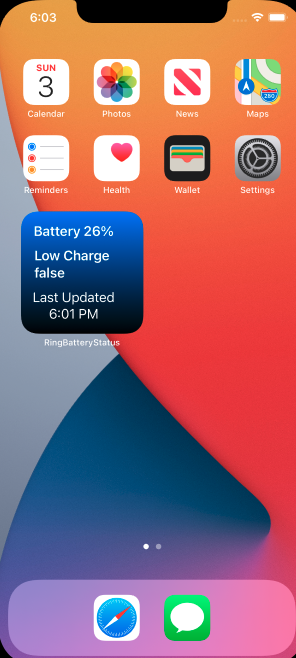 6:03
SUN
3
280
Calendar
Photos
News
Maps
Reminders
Health
Wallet
Settings
Battery 26%
Low Charge
false
Last Updated
6:01 PM
RingBatteryStatus